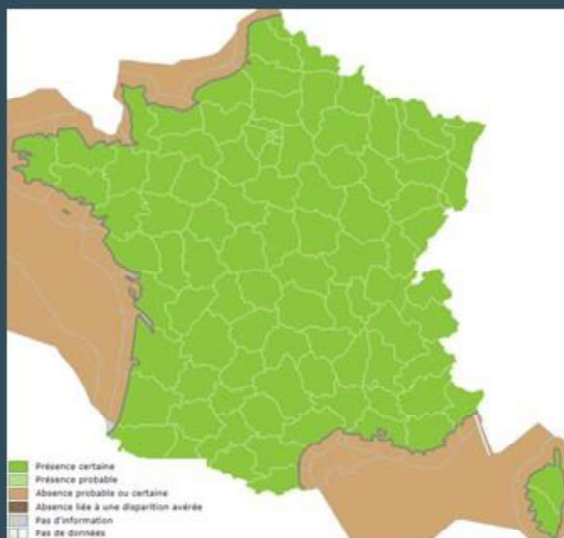 Présence certaine
Présence probable
Absence probable ou certaine
Absence liée à une disparition avérée
Pas d'information
Pas de données